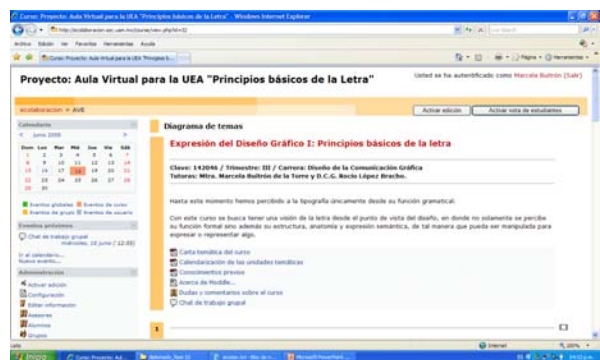 Curso: Proyecto: Aula Virtual para la UEA "Principios básicos de la Letra" - Windows Internet Explorer
Archivo Edición Ver Favoritos Herramientas Ayuda
Página Herramientas
Proyecto: Aula Virtual para la UEA "Principios básicos de la Letra"
Usted se ha autentificado como Marcela Buitrón (Salir)
ecolaboración AVE
Activar edición
Activar vista de estudiantes
Calendario
junio 2008
Dom Lun Mar Mié Jue Vie Sáb
1 2 3 4 5 6 7
8 9 10 11 12 13 14
15 16 17 18 19 20 21
22 23 24 25 26 27 28
29 30
Eventos globales Eventos de curso
Eventos de grupo Eventos de usuario
Eventos próximos
Chat de trabajo grupal
Ir al calendario...
Nuevo evento...
Administración
Activar edición
Configuración
Editar información
Asesores
Alumnos
Grupos
Diagrama de temas
Expresión del Diseño Gráfico I: Principios básicos de la letra
Clave: 142046 / Trimestre: III / Carrera: Diseño de la Comunicación Gráfica
Tutoras: Mtra. Marcela Buitrón de la Torre y D.C.G. Rocío López Bracho.
Hasta este momento hemos percibido a la tipografía únicamente desde su función gramatical.
Con este curso se busca tener una visión de la letra desde el punto de vista del diseño, en donde no solamente se percibe
su función formal sino además su estructura, anatomía y expresión semántica, de tal manera que pueda ser manipulada para
expresar o representar algo.
Carta temática del curso
Calendarización de las unidades temáticas
Conocimientos previos
Acerca de Moodle...
Dudas y comentarios sobre el curso
Chat de trabajo grupal
1
Internet
Inicio